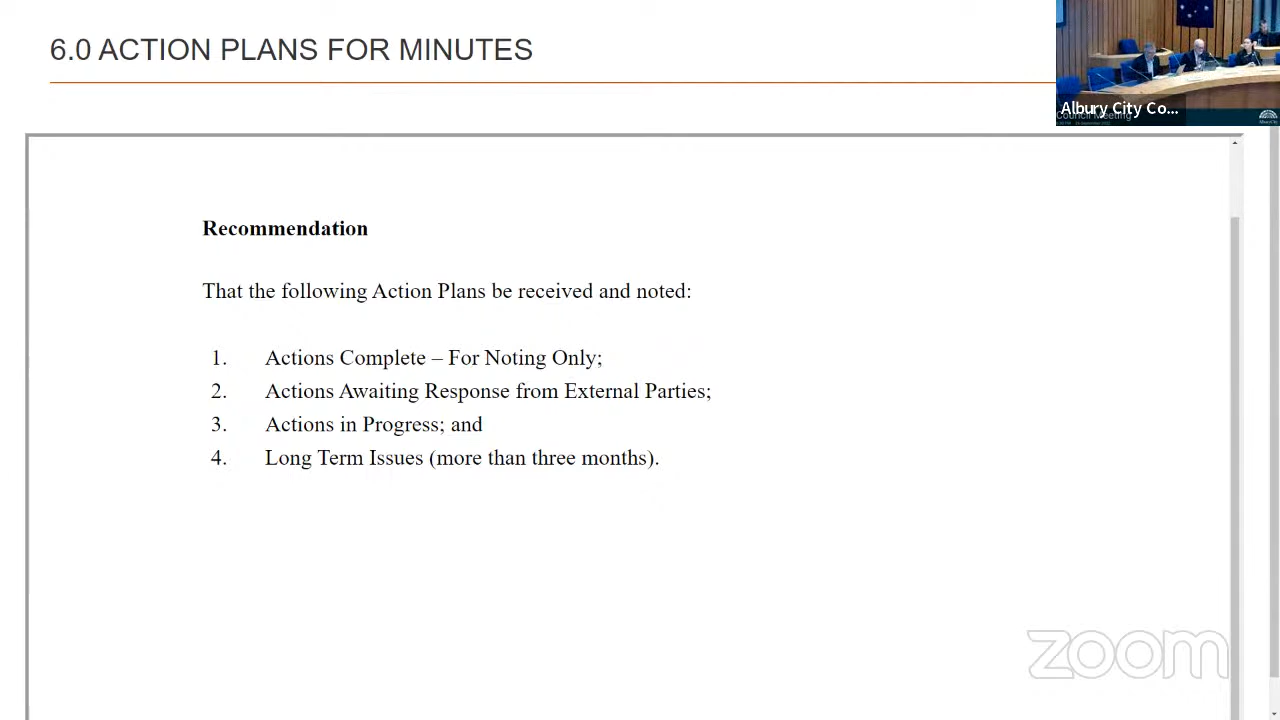 6.0 ACTION PLANS FOR MINUTES
Albury City Co...
Council Meeting
Recommendation
That the following Action Plans be received and noted:
1. Actions Complete – For Noting Only;
2. Actions Awaiting Response from External Parties;
3. Actions in Progress; and
4. Long Term Issues (more than three months).
zoom